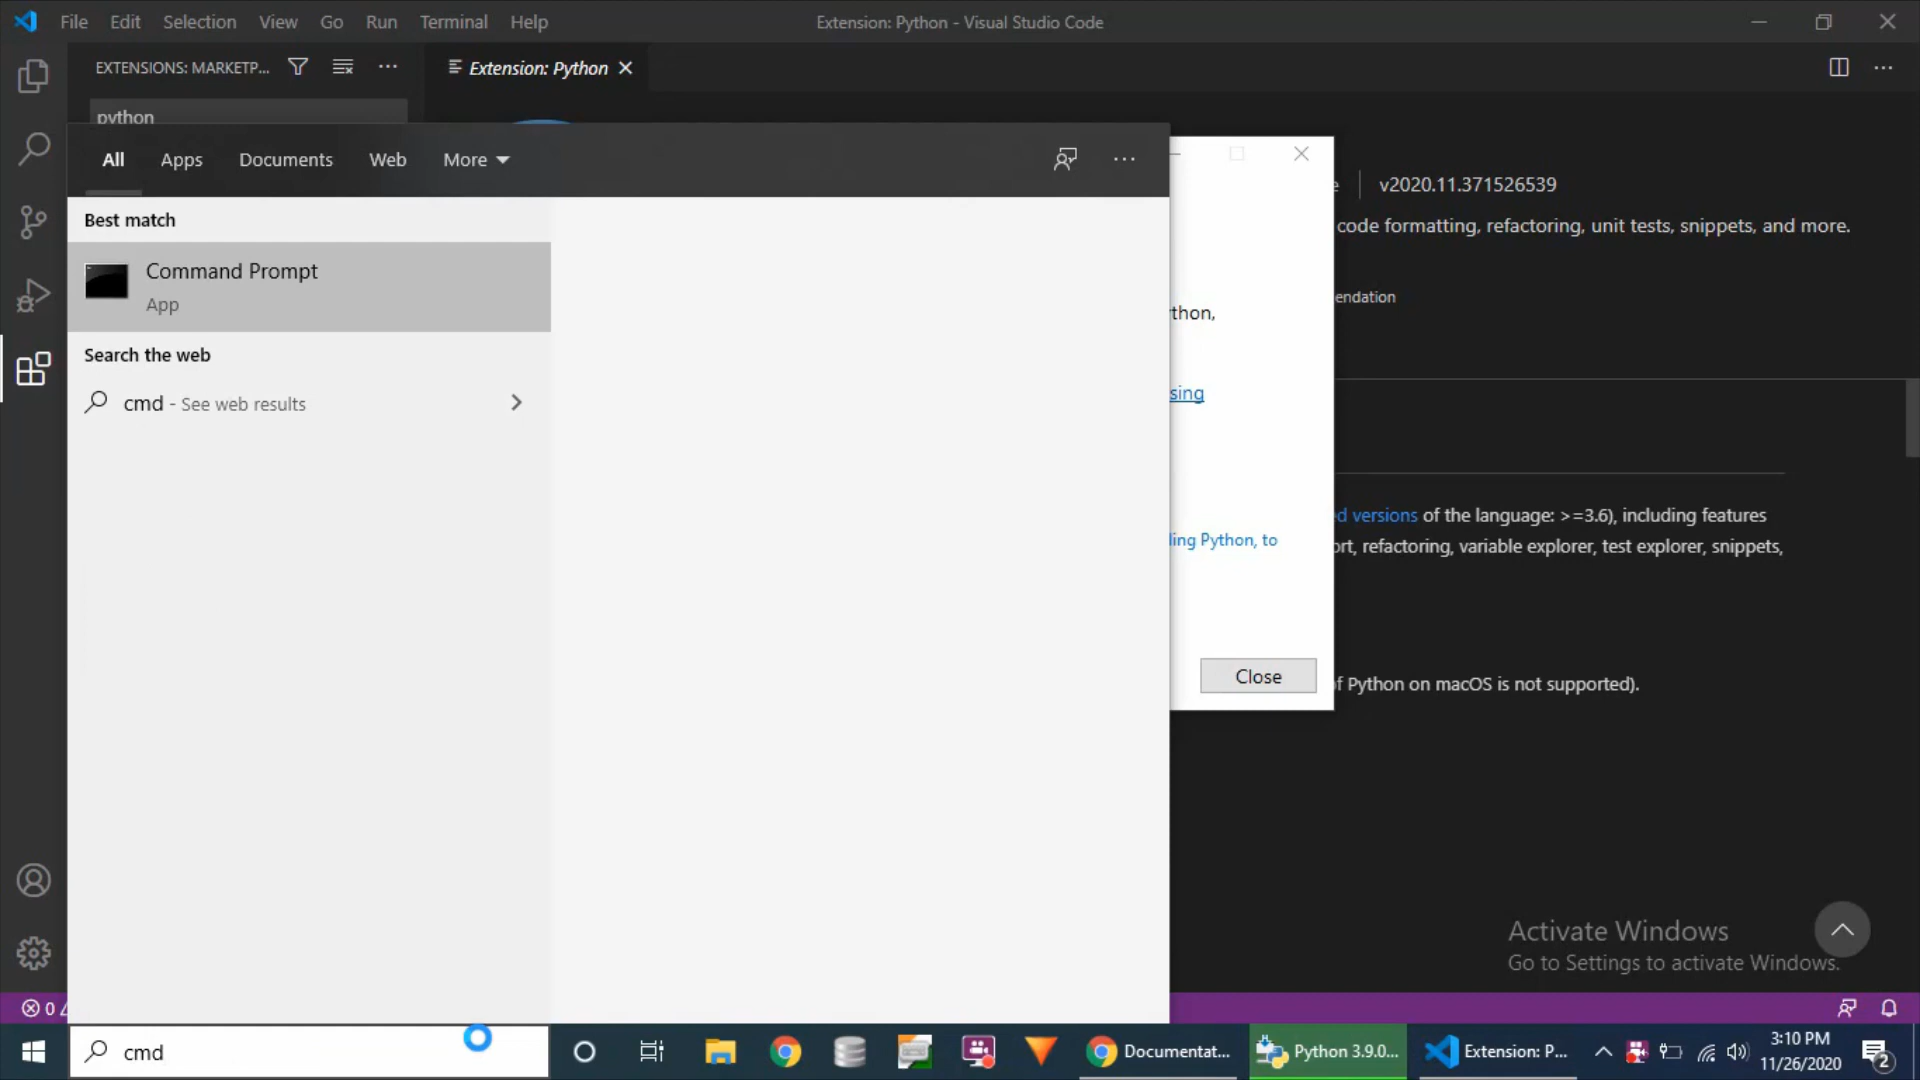 File Edit Selection View Go Run Terminal Help
Extension: Python - Visual Studio Code
EXTENSIONS: MARKETP...
Extension: Python
python
All Apps Documents Web More
v2020.11.371526539
code formatting, refactoring, unit tests, snippets, and more.
endation
Best match
Command Prompt
App
Search the web
cmd - See web results
thon,
sing
d versions of the language: >=3.6), including features
ling Python, to
ort, refactoring, variable explorer, test explorer, snippets,
Close
f Python on macOS is not supported).
Activate Windows
Go to Settings to activate Windows.
0
cmd
Documentat...
Python 3.9.0...
Extension: P...
3:10 PM
11/26/2020
2